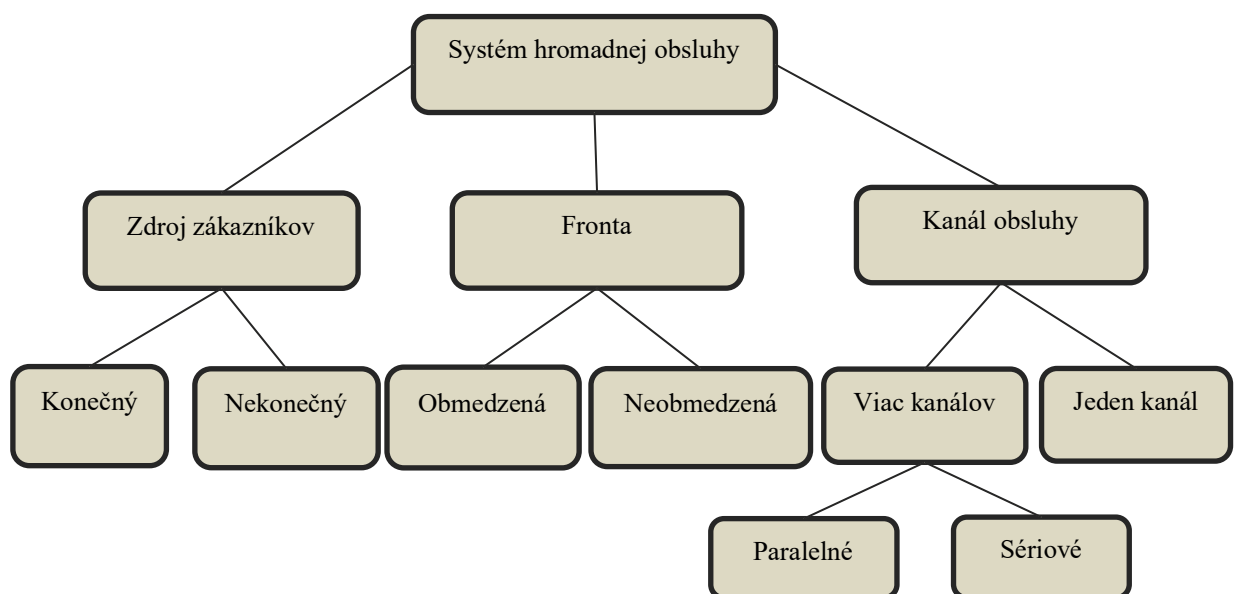 Systém hromadnej obsluhy
Zdroj zákazníkov
Fronta
Kanál obsluhy
Konečný
Nekonečný
Obmedzená
Neobmedzená
Viac kanálov
Jeden kanál
Paralelné
Sériové